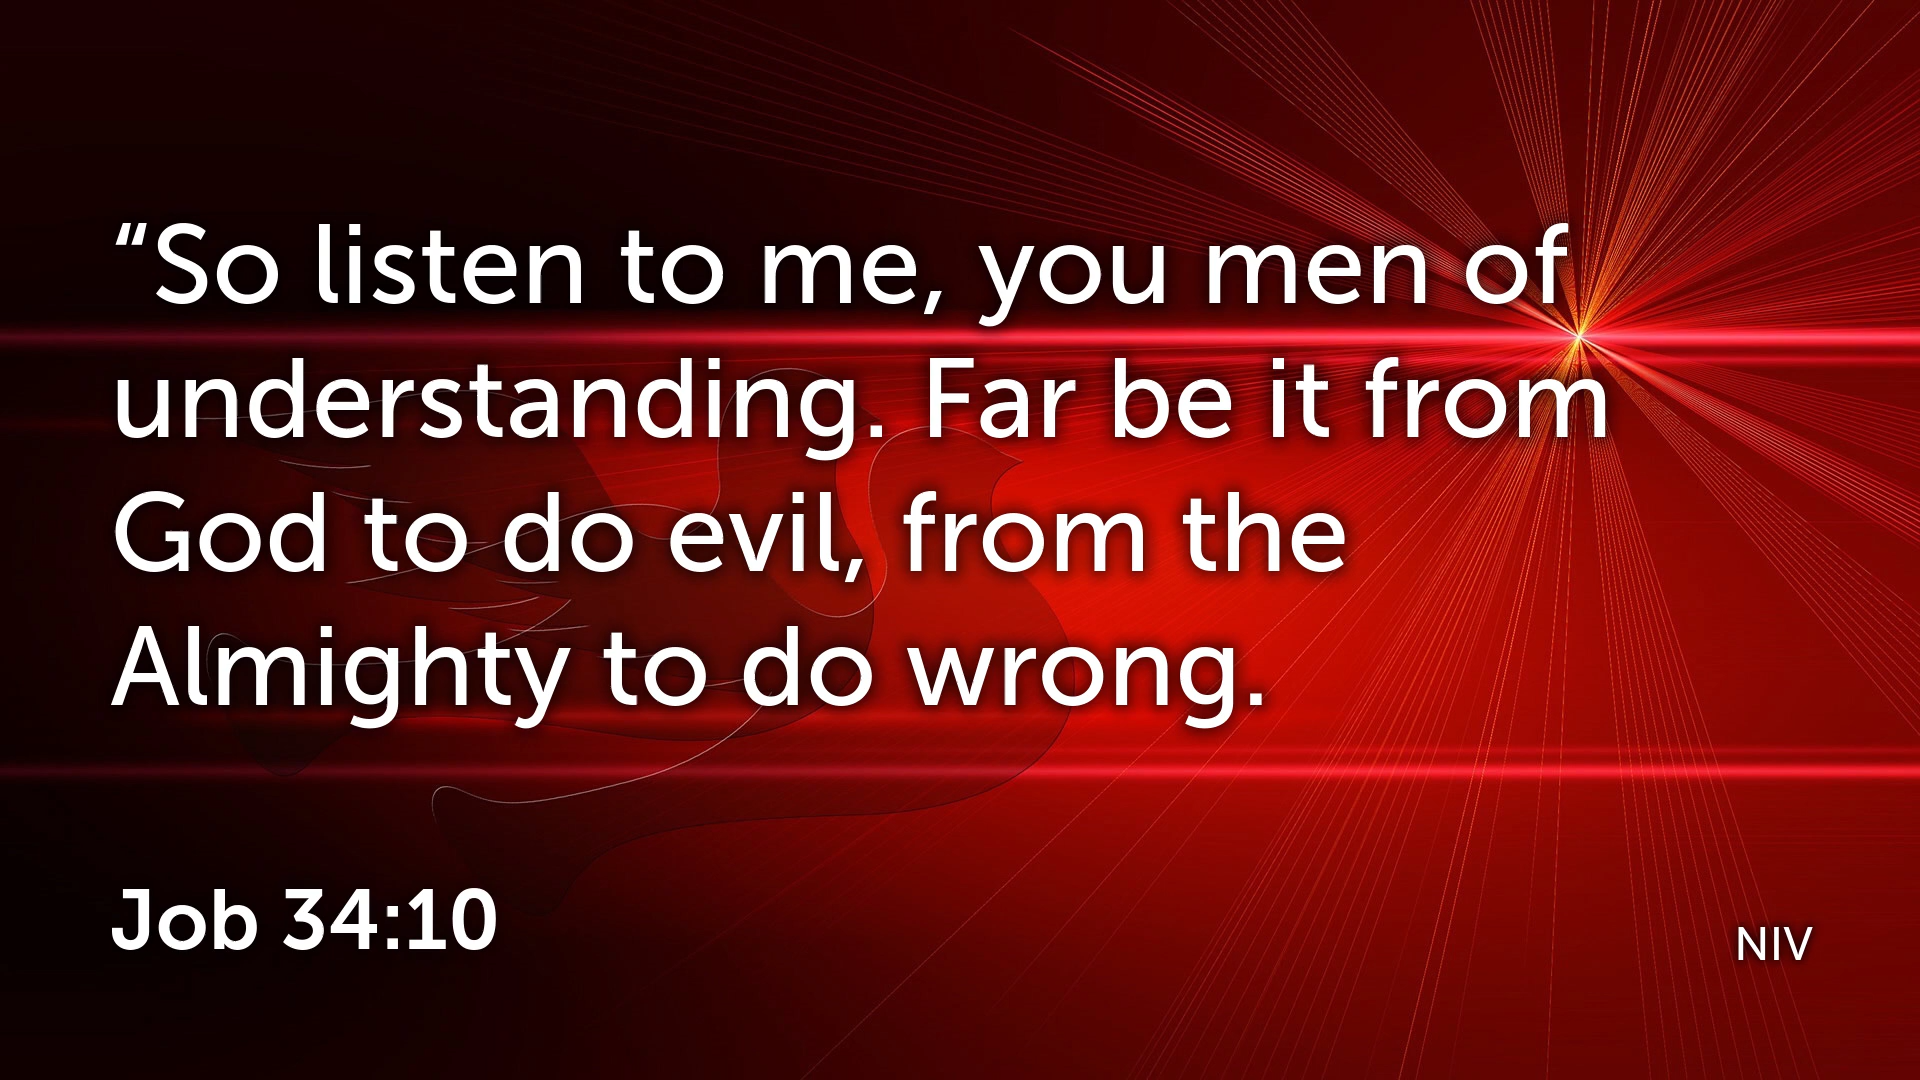 “So listen to me, you men of
understanding. Far be it from
God to do evil, from the
Almighty to do wrong.
Job 34:10
NIV